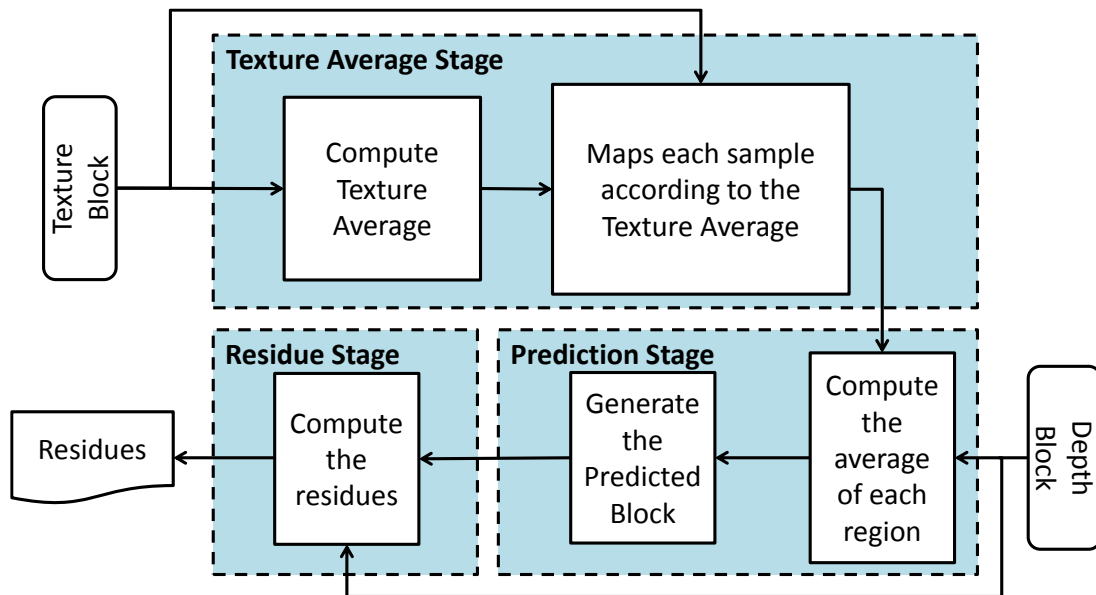 Texture Average Stage
Texture
Block
Compute
Texture
Average
Maps each sample
according to the
Texture Average
Residue Stage
Prediction Stage
Residues
Compute
the
residues
Generate
the
Predicted
Block
Compute
the
average
of each
region
Depth
Block